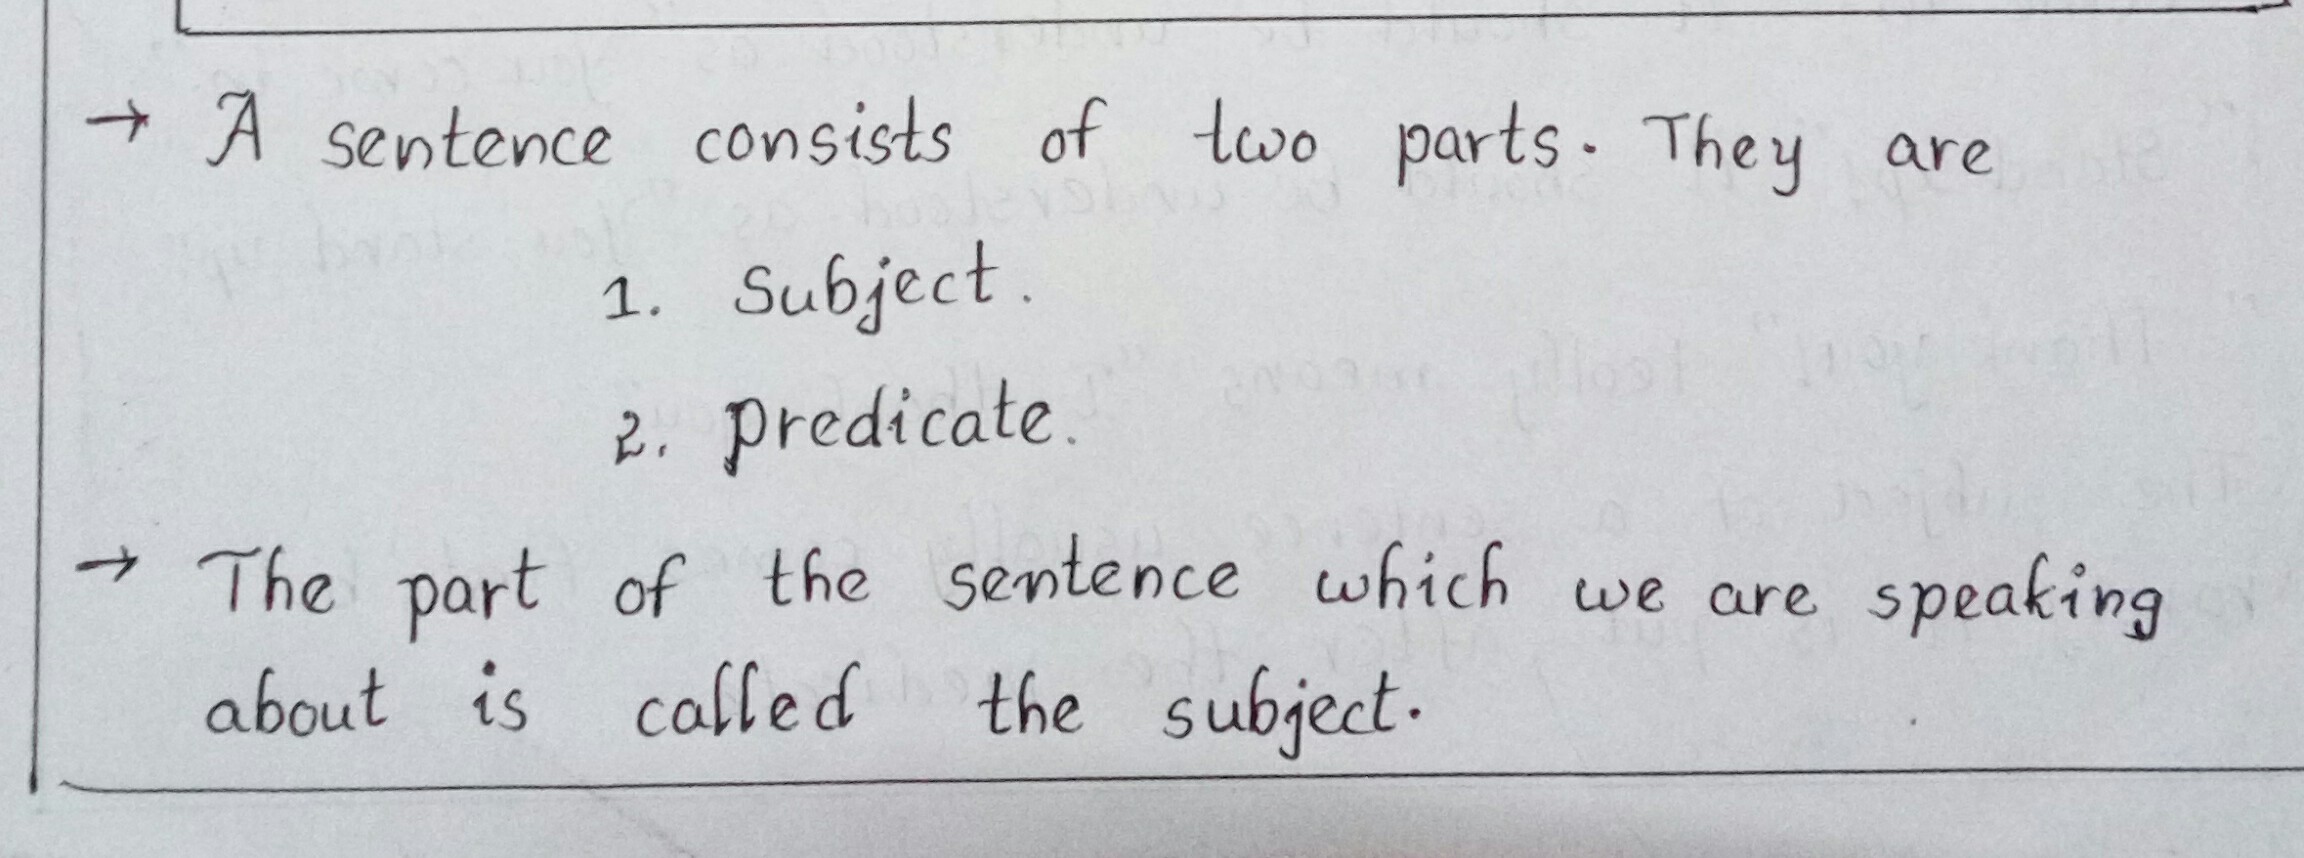 → A sentence consists of two parts. They are
1. Subject.
2. predicate.
→ The part of the sentence which we are speaking
about is called the subject.